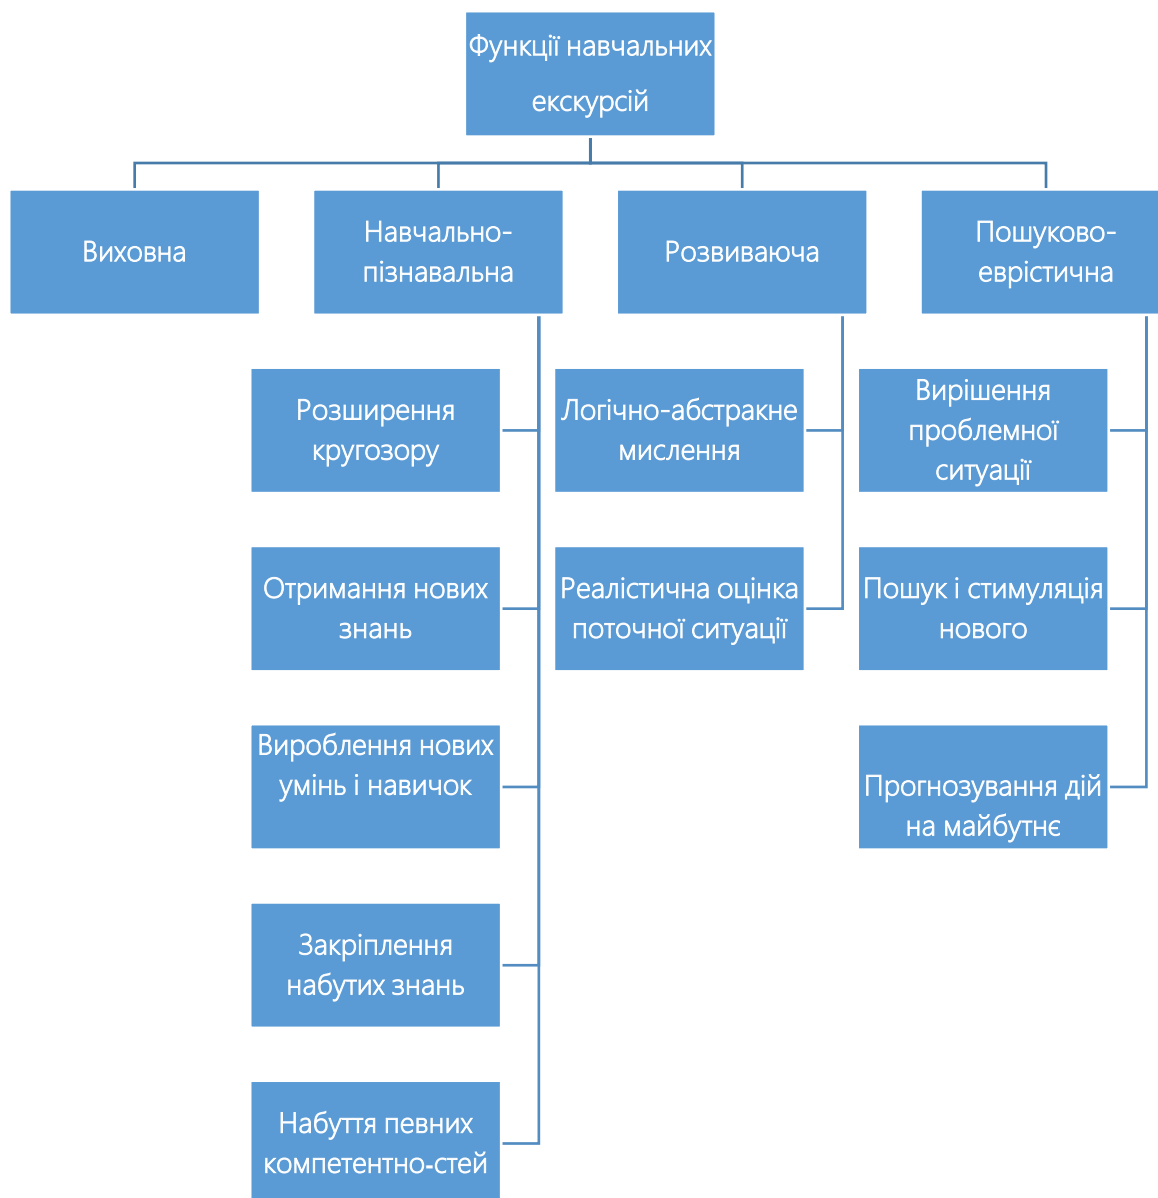 Функції навчальних
екскурсій
Виховна
Навчально-
пізнавальна
Розвиваюча
Пошуково-
еврістична
Розширення
кругозору
Отримання нових
знань
Вироблення нових
умінь і навичок
Закріплення
набутих знань
Набуття певних
компетентно-стей
Логічно-абстракне
мислення
Реалістична оцінка
поточної ситуації
Вирішення
проблемної
ситуації
Пошук і стимуляція
нового
Прогнозування дій
на майбутнє